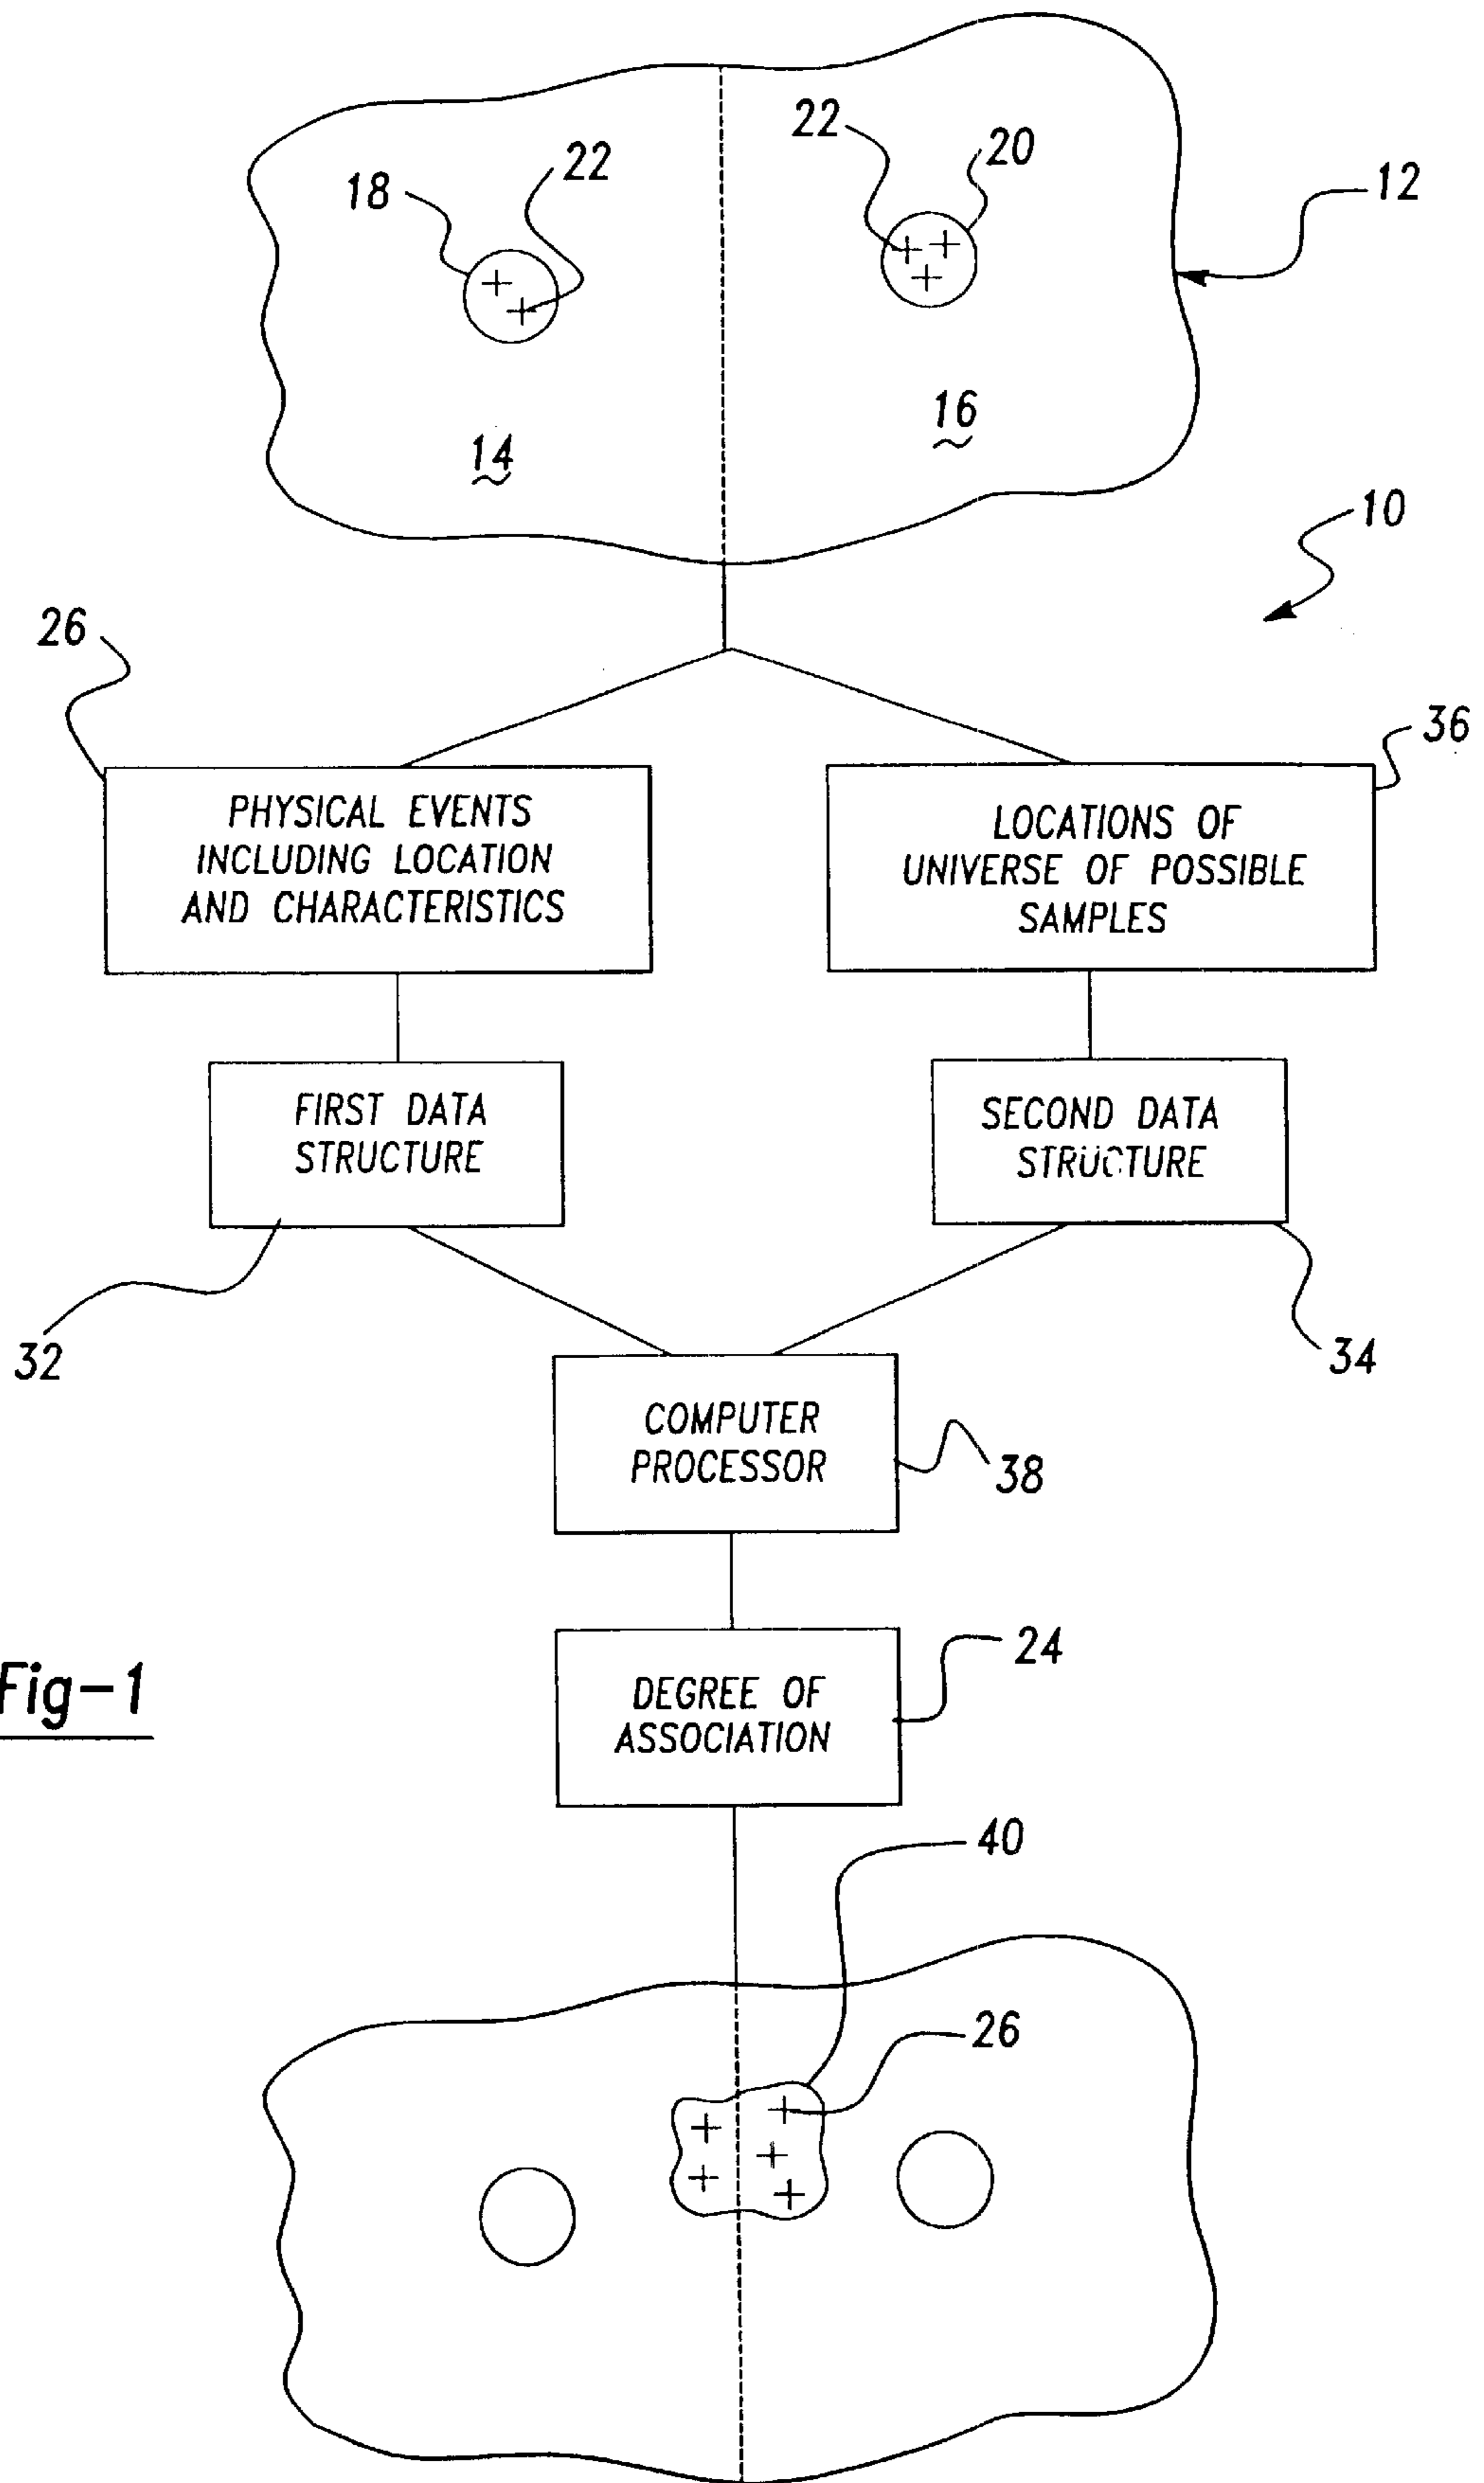 22
22
20
18
12
16
14
10
26
36
PHYSICAL EVENTS
INCLUDING LOCATION
AND CHARACTERISTICS
LOCATIONS OF
UNIVERSE OF POSSIBLE
SAMPLES
FIRST DATA
STRUCTURE
SECOND DATA
STRUCTURE
32
34
COMPUTER
PROCESSOR
38
24
Fig-1
DEGREE OF
ASSOCIATION
40
26